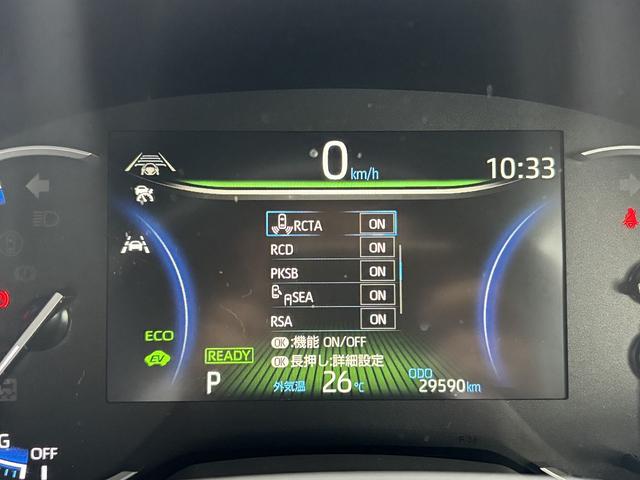 0 km/h
10:33
RCTA ON
RCD ON
PKSB ON
SEA ON
RSA ON
OK:機能 ON/OFF
OK長押し:詳細設定
ECO
EV
READY
P
外気温 26℃
ODO
29590km
OFF